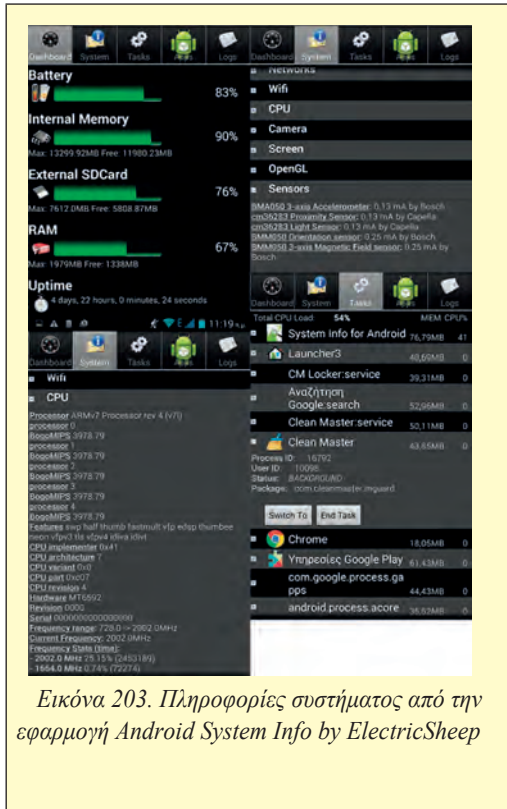 Dashboard System Tasks Apps Logs
Battery
83%
Internal Memory
90%
Max: 13299.92MB Free: 11980.23MB
External SDCard
76%
Max: 7612.0MB Free: 5808.87MB
RAM
67%
Max: 1979MB Free: 1338MB
Uptime
4 days, 22 hours, 0 minutes, 24 seconds
Dashboard System Tasks Apps Logs
Networks
Wifi
CPU
Camera
Screen
OpenGL
Sensors
BMA050 3-axis Accelerometer: 0,13 mA by Bosch
cm36283 Proximity Sensor: 0,13 mA by Capella
cm36283 Light Sensor: 0,13 mA by Capella
BMM050 Orientation sensor: 0.25 mA by Bosch
BMM050 3-axis Magnetic Field sensor: 0.25 mA by
Bosch
E 11:19
Dashboard System Tasks Apps Logs
Wifi
CPU
Processor ARMv7 Processor rev 4 (v7l)
processor 0
BogoMIPS 3978.79
processor 1
BogoMIPS 3978.79
processor 2
BogoMIPS 3978.79
processor 3
BogoMIPS 3978.79
processor 4
BogoMIPS 3978.79
Features swp half thumb fastmult vfp edsp thumbee
neon vfpv3 tls vfpv4 idiva idivt
CPU implementer 0x41
CPU architecture 7
CPU variant 0x0
CPU part 0xc07
CPU revision 4
Hardware MT6592
Revision 0000
Serial 0000000000000000
Frequency range: 728.0 -> 2002.0MHz
Current Frequency: 2002.0MHz
Frequency Stats (time):
- 2002.0 MHz 25.15% (2453189)
- 1664.0 MHz 0.74% (72274)
Dashboard System Tasks Apps Logs
Total CPU Load: 54% MEM CPU%
System Info for Android 76,79MB 41
Launcher3 40,69MB 0
CM Locker:service 39,31MB 0
Αναζήτηση
Google:search 52,96MB 0
Clean Master:service 50,11MB 0
Clean Master 43,65MB 0
Process ID: 16792
User ID: 10098
Status: BACKGROUND
Package: com.cleanmaster.mguard
Switch To End Task
Chrome 18,05MB 0
Υπηρεσίες Google Play 61,43MB 0
com.google.process.ga
pps 44,43MB 0
android.process.acore 36,62MB 0
Εικόνα 203. Πληροφορίες συστήματος από την
εφαρμογή Android System Info by ElectricSheep